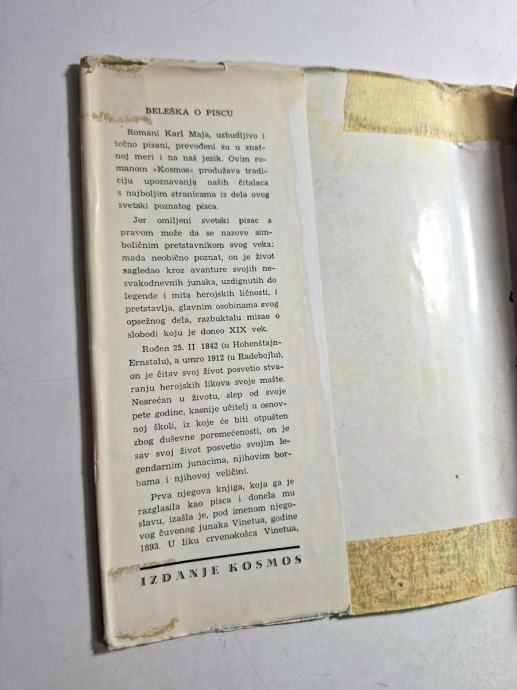 BELEŠKA O PISCU
Romani Karl Maja, uzbudljivo i
tečno pisani, prevođeni su u znat-
noj meri i na naš jezik. Ovim ro-
manom »Kosmos« produžava tradi-
ciju upoznavanja naših čitalaca
s najboljim stranicama iz dela ovog
svetski poznatog pisca.
Jer omiljeni svetski pisac s
pravom može da se nazove sim-
boličnim pretstavnikom svog veka:
mada neobično poznat, on je život
sagledao kroz avanture svojih ne-
svakodnevnih junaka, uzdignutih do
legende i mita herojskih ličnosti, i
pretstavlja, glavnim osobinama svog
opsežnog dela, razbuktalu misao o
slobodi koju je doneo XIX vek.
Rođen 25. II 1842 (u Hohenštajn-
Ernstalu), a umro 1912 (u Radebojlu),
on je čitav svoj život posvetio stva-
ranju herojskih likova svoje mašte.
Nesrećan u životu, slep od svoje
pete godine, kasnije učitelj u osnov-
noj školi, iz koje će biti otpušten
zbog duševne poremećenosti, on je
sav svoj život posvetio svojim le-
gendarnim junacima, njihovim bor-
bama i njihovoj veličini.
Prva njegova knjiga, koja ga je
razglasila kao pisca i donela mu
slavu, izašla je, pod imenom njego-
vog čuvenog junaka Vinetua, godine
1893. U liku crvenokošca Vinetua,
IZDANJE KOSMOS